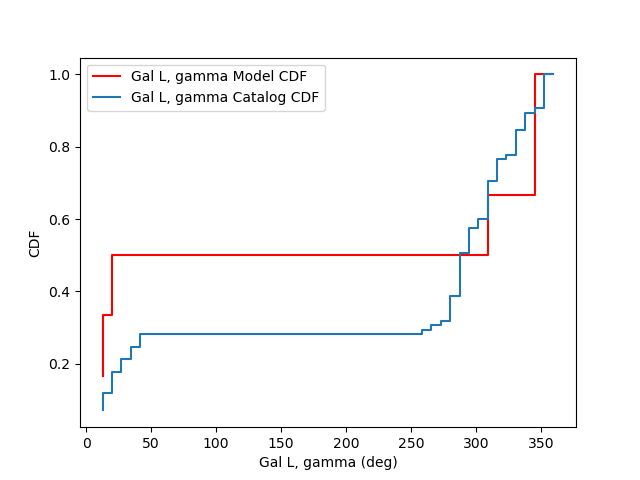 Gal L, gamma Model CDF
Gal L, gamma Catalog CDF
CDF
1.0
0.8
0.6
0.4
0.2
0 50 100 150 200 250 300 350
Gal L, gamma (deg)